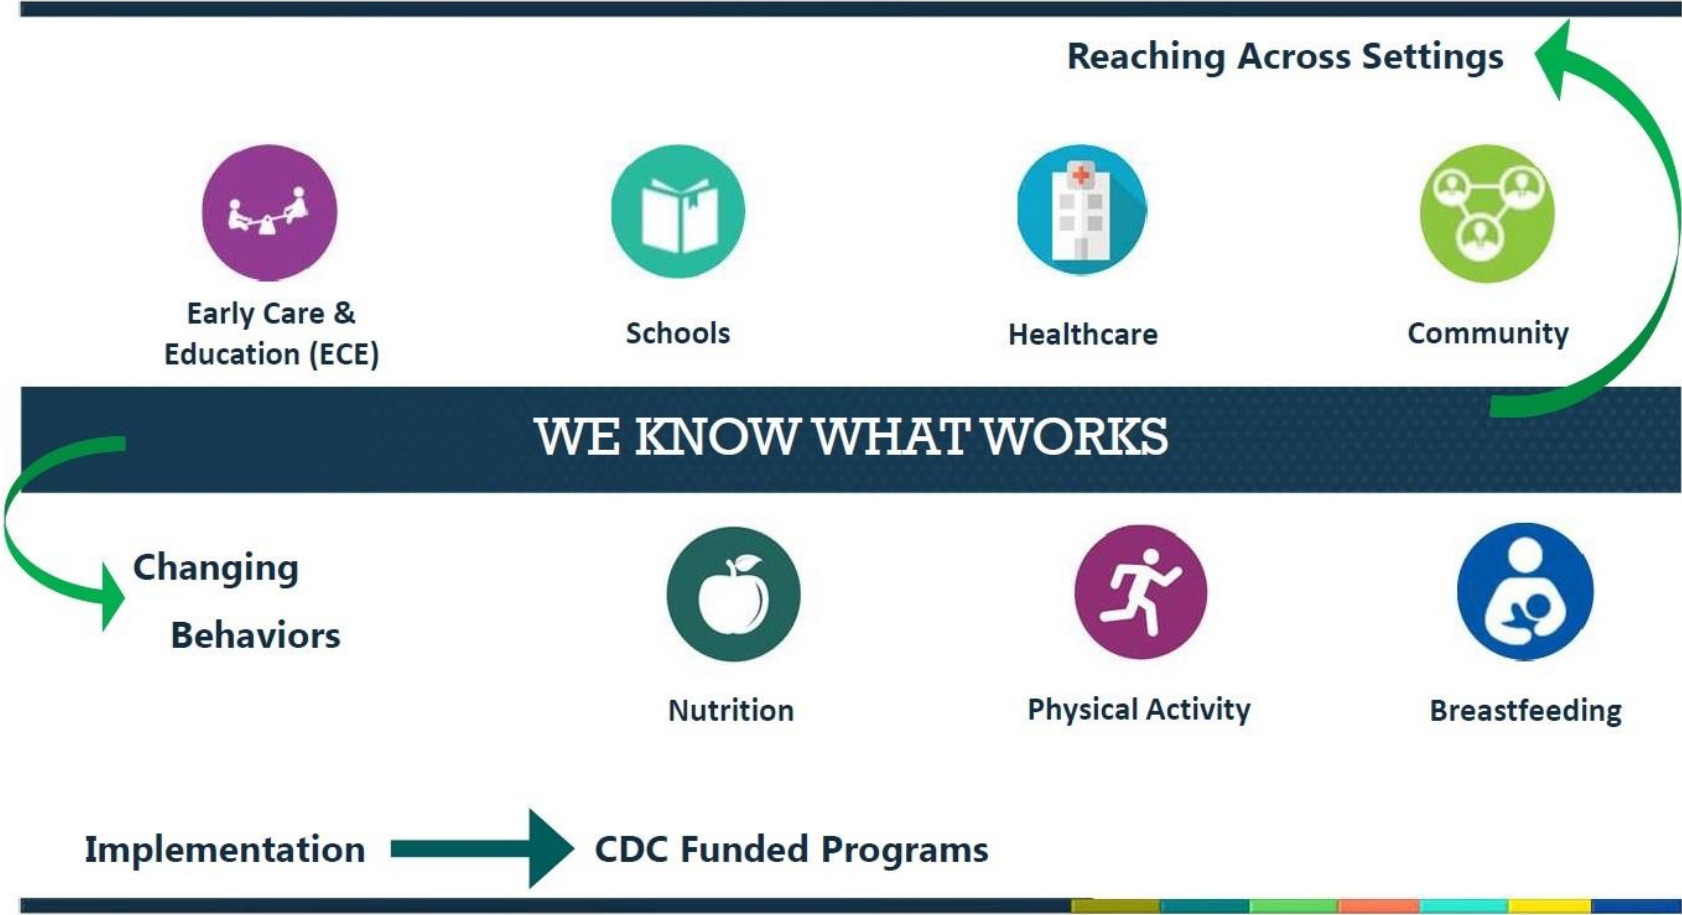 Reaching Across Settings
Early Care &
Education (ECE)
Schools
Healthcare
Community
WE KNOW WHAT WORKS
Changing
Behaviors
Nutrition
Physical Activity
Breastfeeding
Implementation
CDC Funded Programs